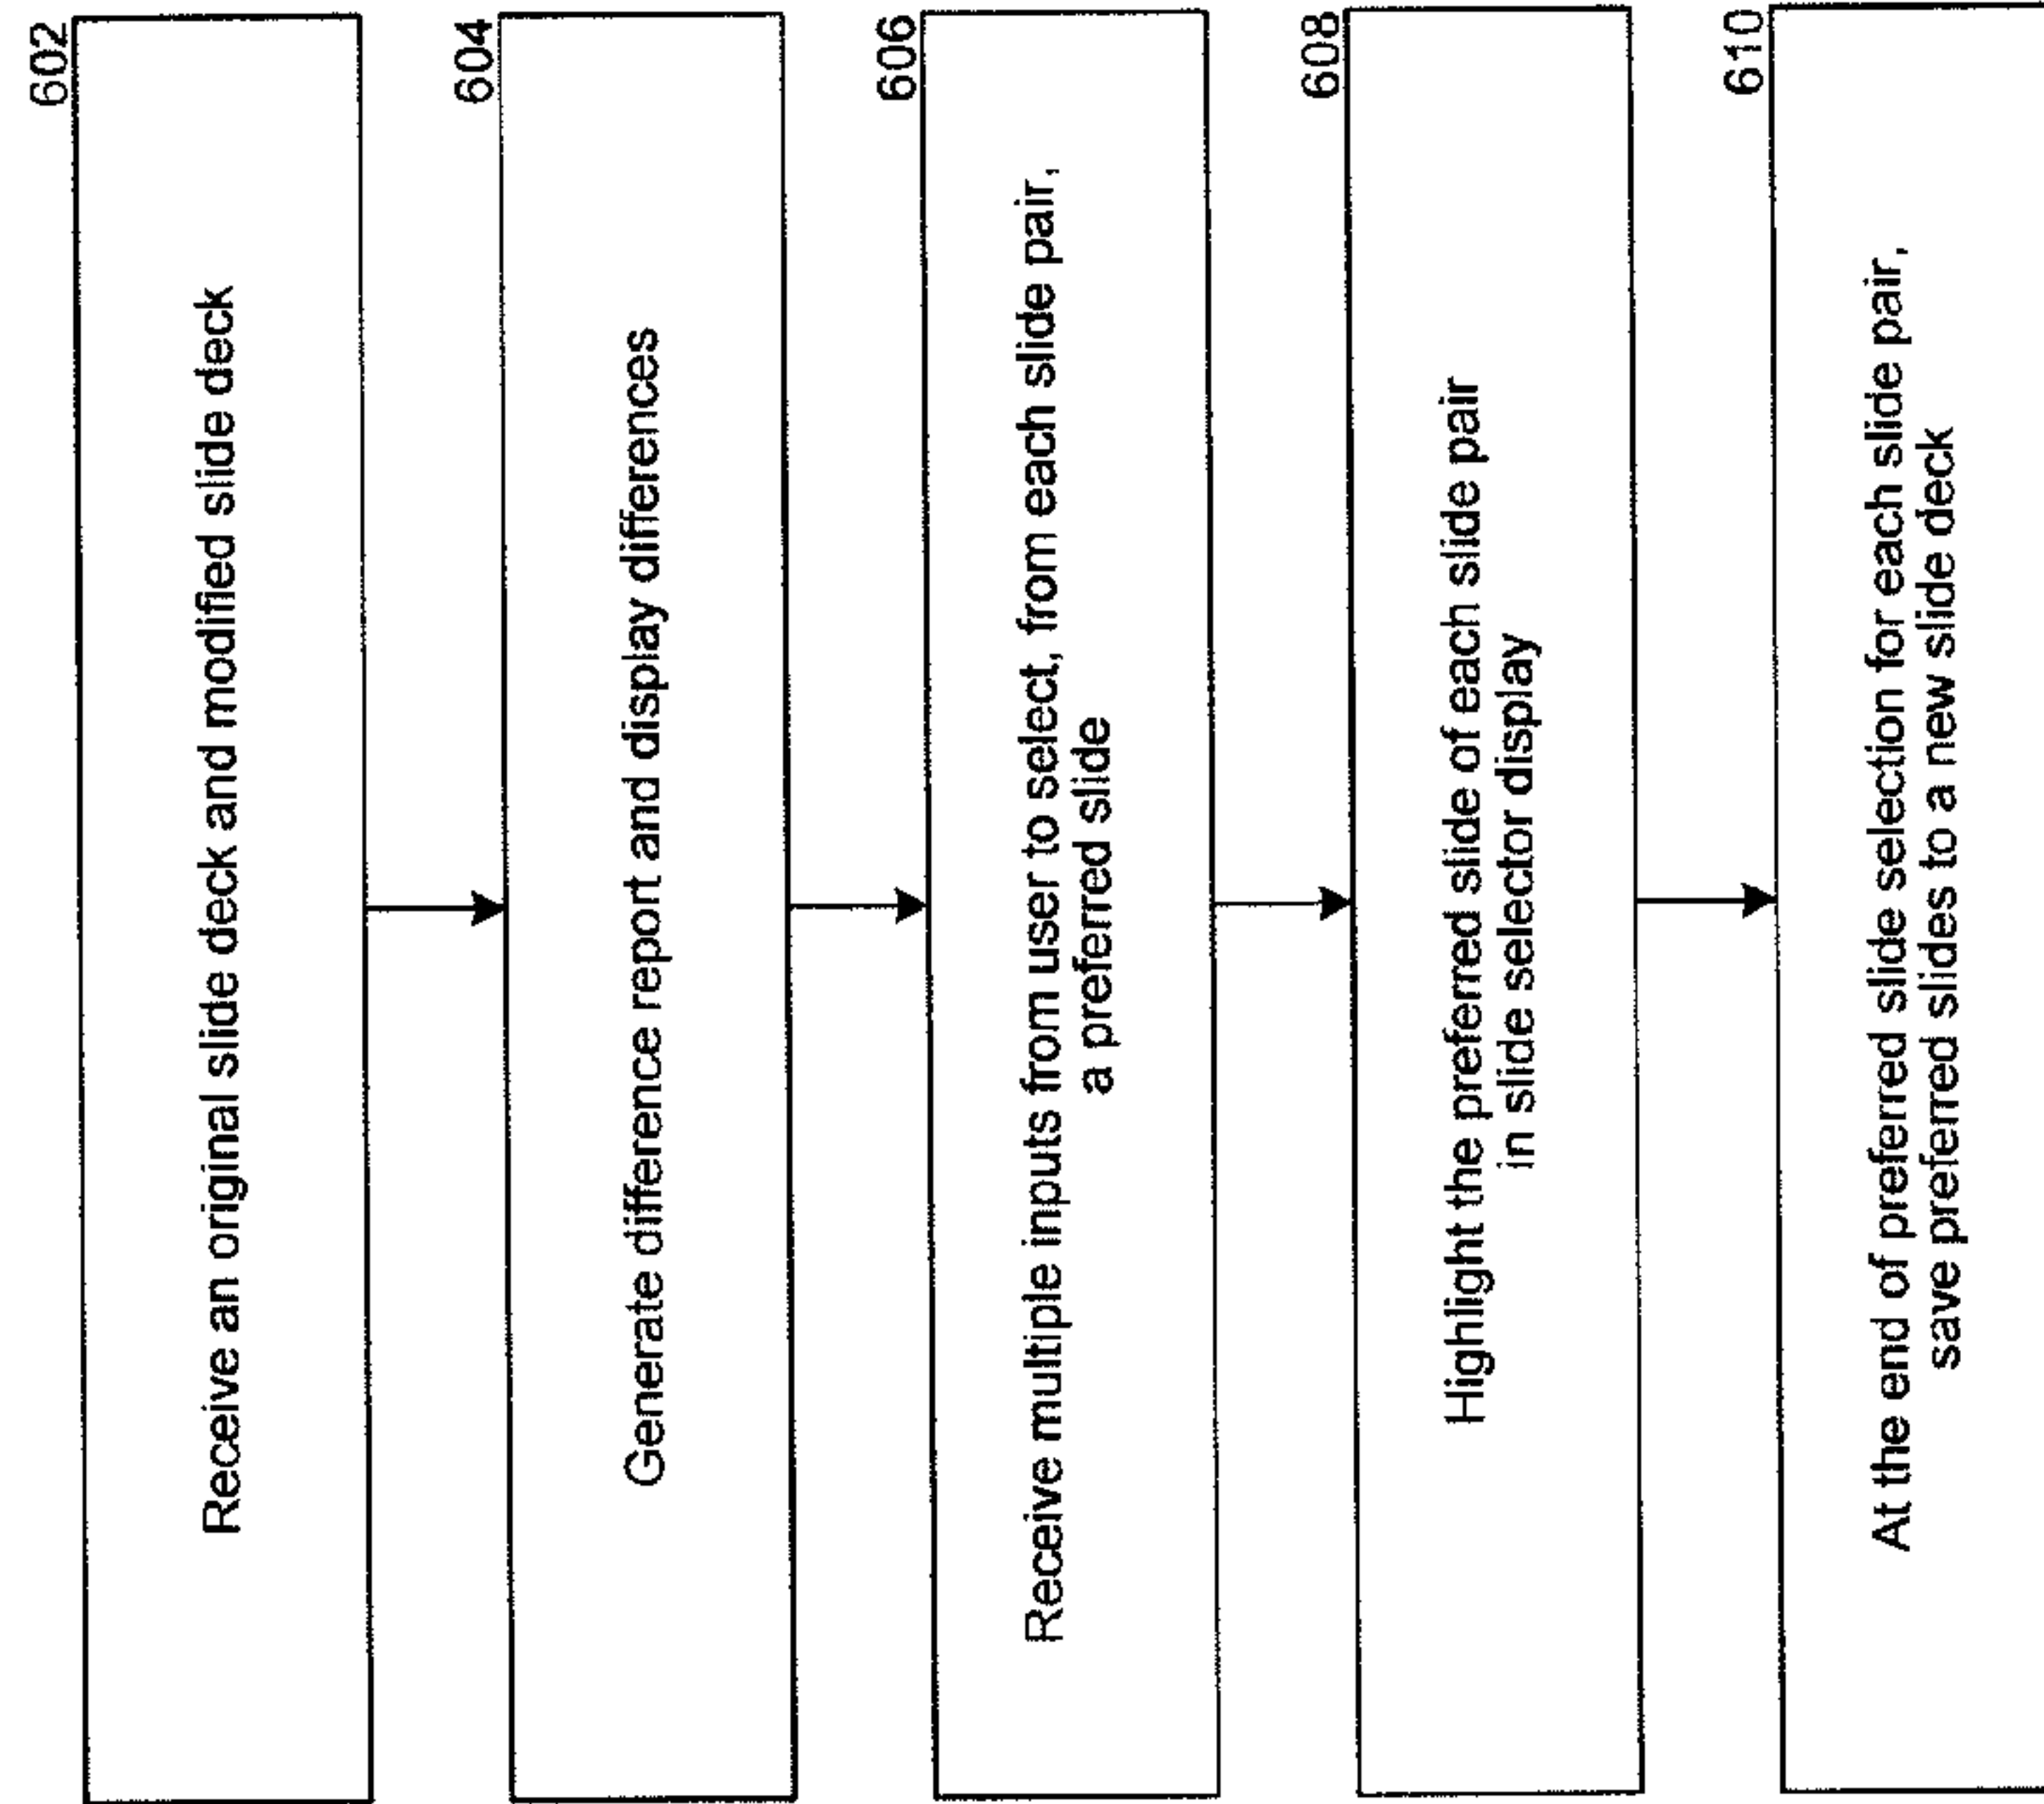 602
Receive an original slide deck and modified slide deck
604
Generate difference report and display differences
606
Receive multiple inputs from user to select, from each slide pair,
a preferred slide
608
Highlight the preferred slide of each slide pair
in slide selector display
610
At the end of preferred slide selection for each slide pair,
save preferred slides to a new slide deck